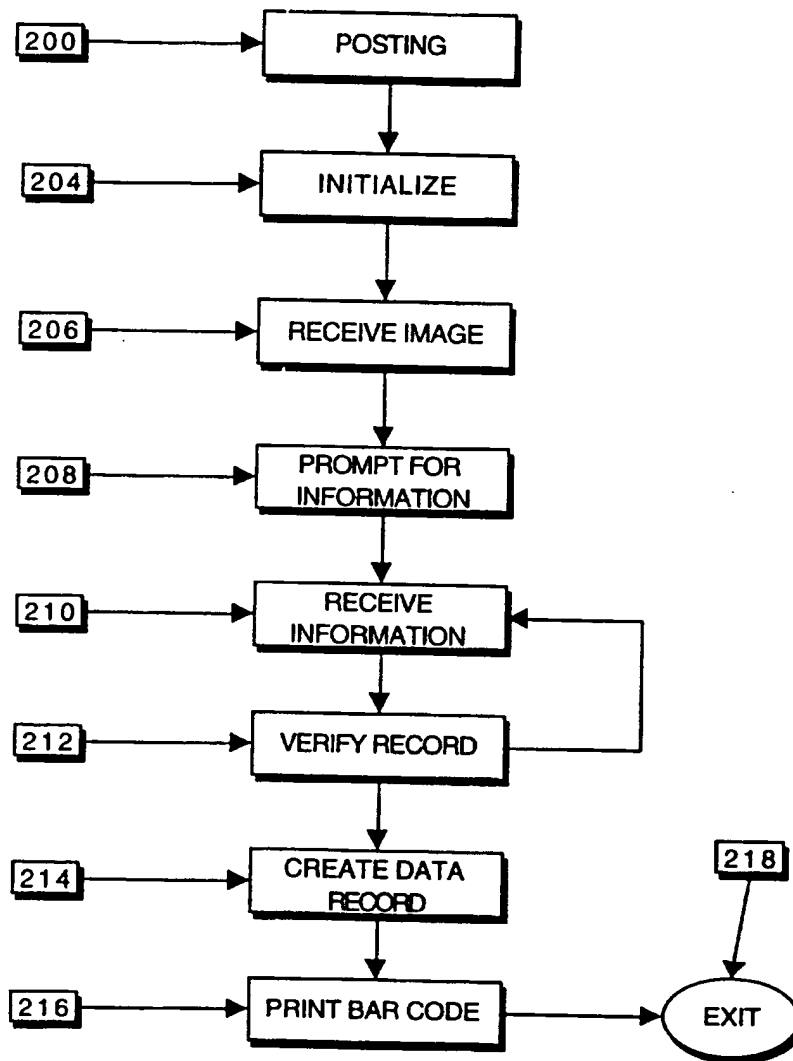 200
POSTING
204
INITIALIZE
206
RECEIVE IMAGE
208
PROMPT FOR
INFORMATION
210
RECEIVE
INFORMATION
212
VERIFY RECORD
214
CREATE DATA
RECORD
218
216
PRINT BAR CODE
EXIT